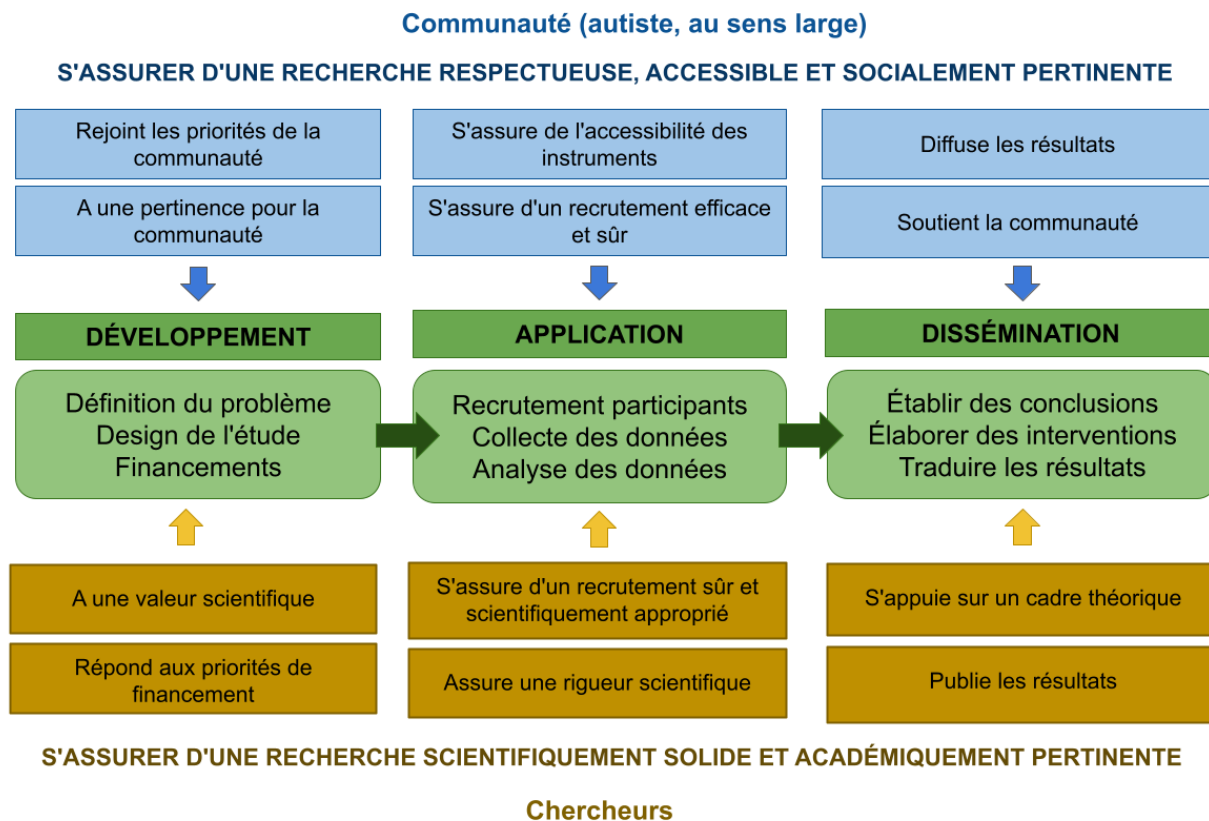 Communauté (autiste, au sens large)
S'ASSURER D'UNE RECHERCHE RESPECTUEUSE, ACCESSIBLE ET SOCIALEMENT PERTINENTE
Rejoint les priorités de la
communauté
A une pertinence pour la
communauté
S'assure de l'accessibilité des
instruments
S'assure d'un recrutement efficace
et sûr
Diffuse les résultats
Soutient la communauté
DÉVELOPPEMENT
Définition du problème
Design de l'étude
Financements
APPLICATION
Recrutement participants
Collecte des données
Analyse des données
DISSÉMINATION
Établir des conclusions
Élaborer des interventions
Traduire les résultats
A une valeur scientifique
Répond aux priorités de
financement
S'assure d'un recrutement sûr et
scientifiquement approprié
Assure une rigueur scientifique
S'appuie sur un cadre théorique
Publie les résultats
S'ASSURER D'UNE RECHERCHE SCIENTIFIQUEMENT SOLIDE ET ACADÉMIQUEMENT PERTINENTE
Chercheurs